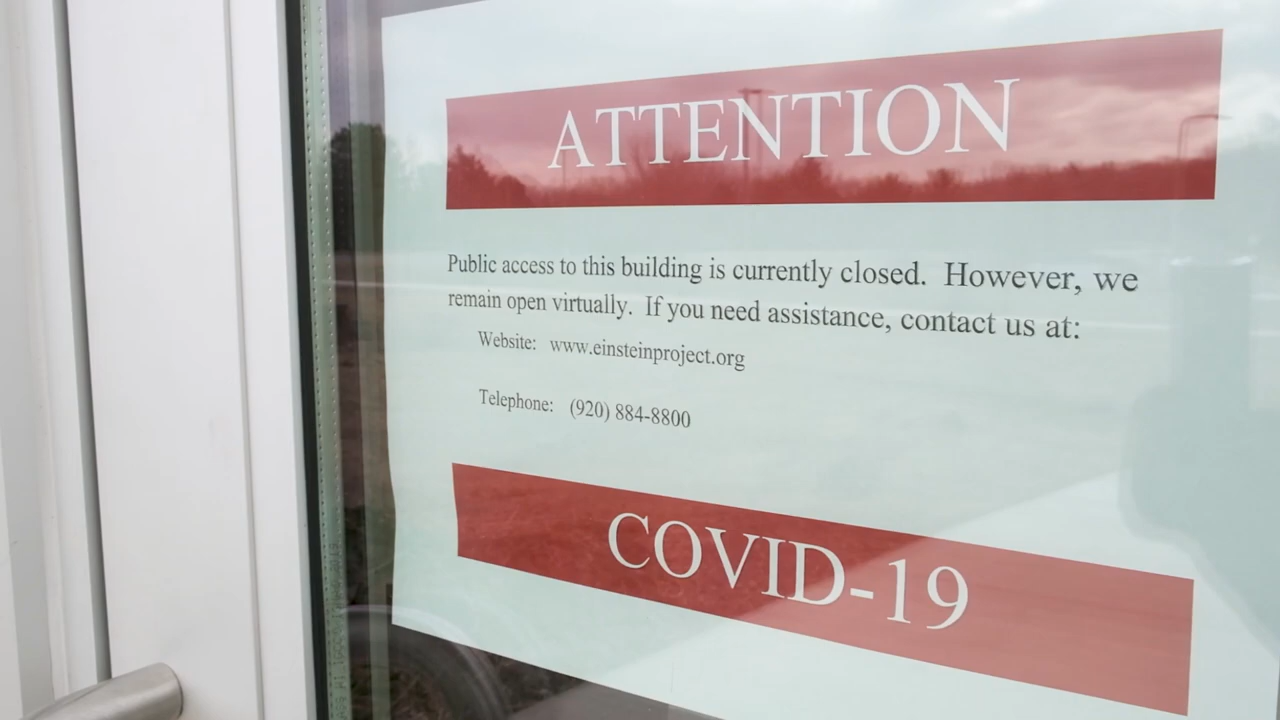 ATTENTION
Public access to this building is currently closed.  However, we
remain open virtually.  If you need assistance, contact us at:
Website:  www.einsteinproject.org
Telephone:  (920) 884-8800
COVID-19